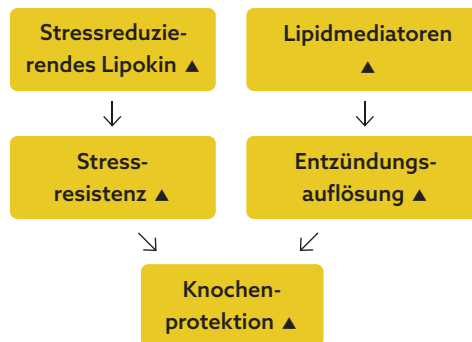 Stressreduzie-
rendes Lipokin ▲
Lipidmediatoren
▲
Stress-
resistenz ▲
Entzündungs-
auflösung ▲
Knochen-
protektion ▲